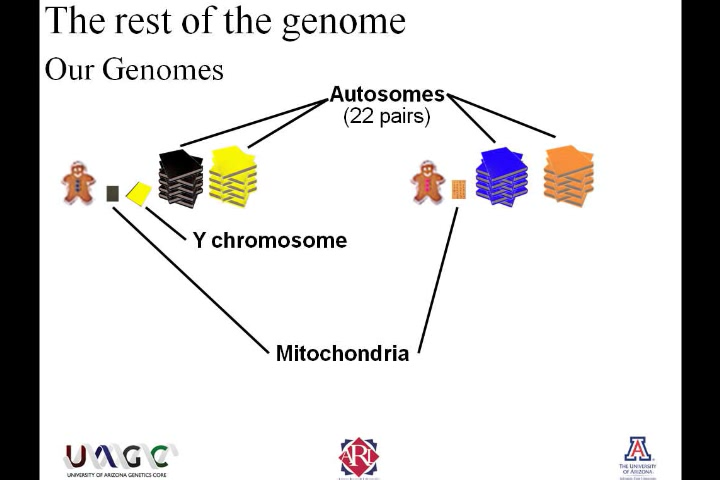 The rest of the genome
Our Genomes
Autosomes
(22 pairs)
Y chromosome
Mitochondria
UAGC
UNIVERSITY OF ARIZONA GENETICS CORE
ARL
A
THE UNIVERSITY
OF ARIZONA